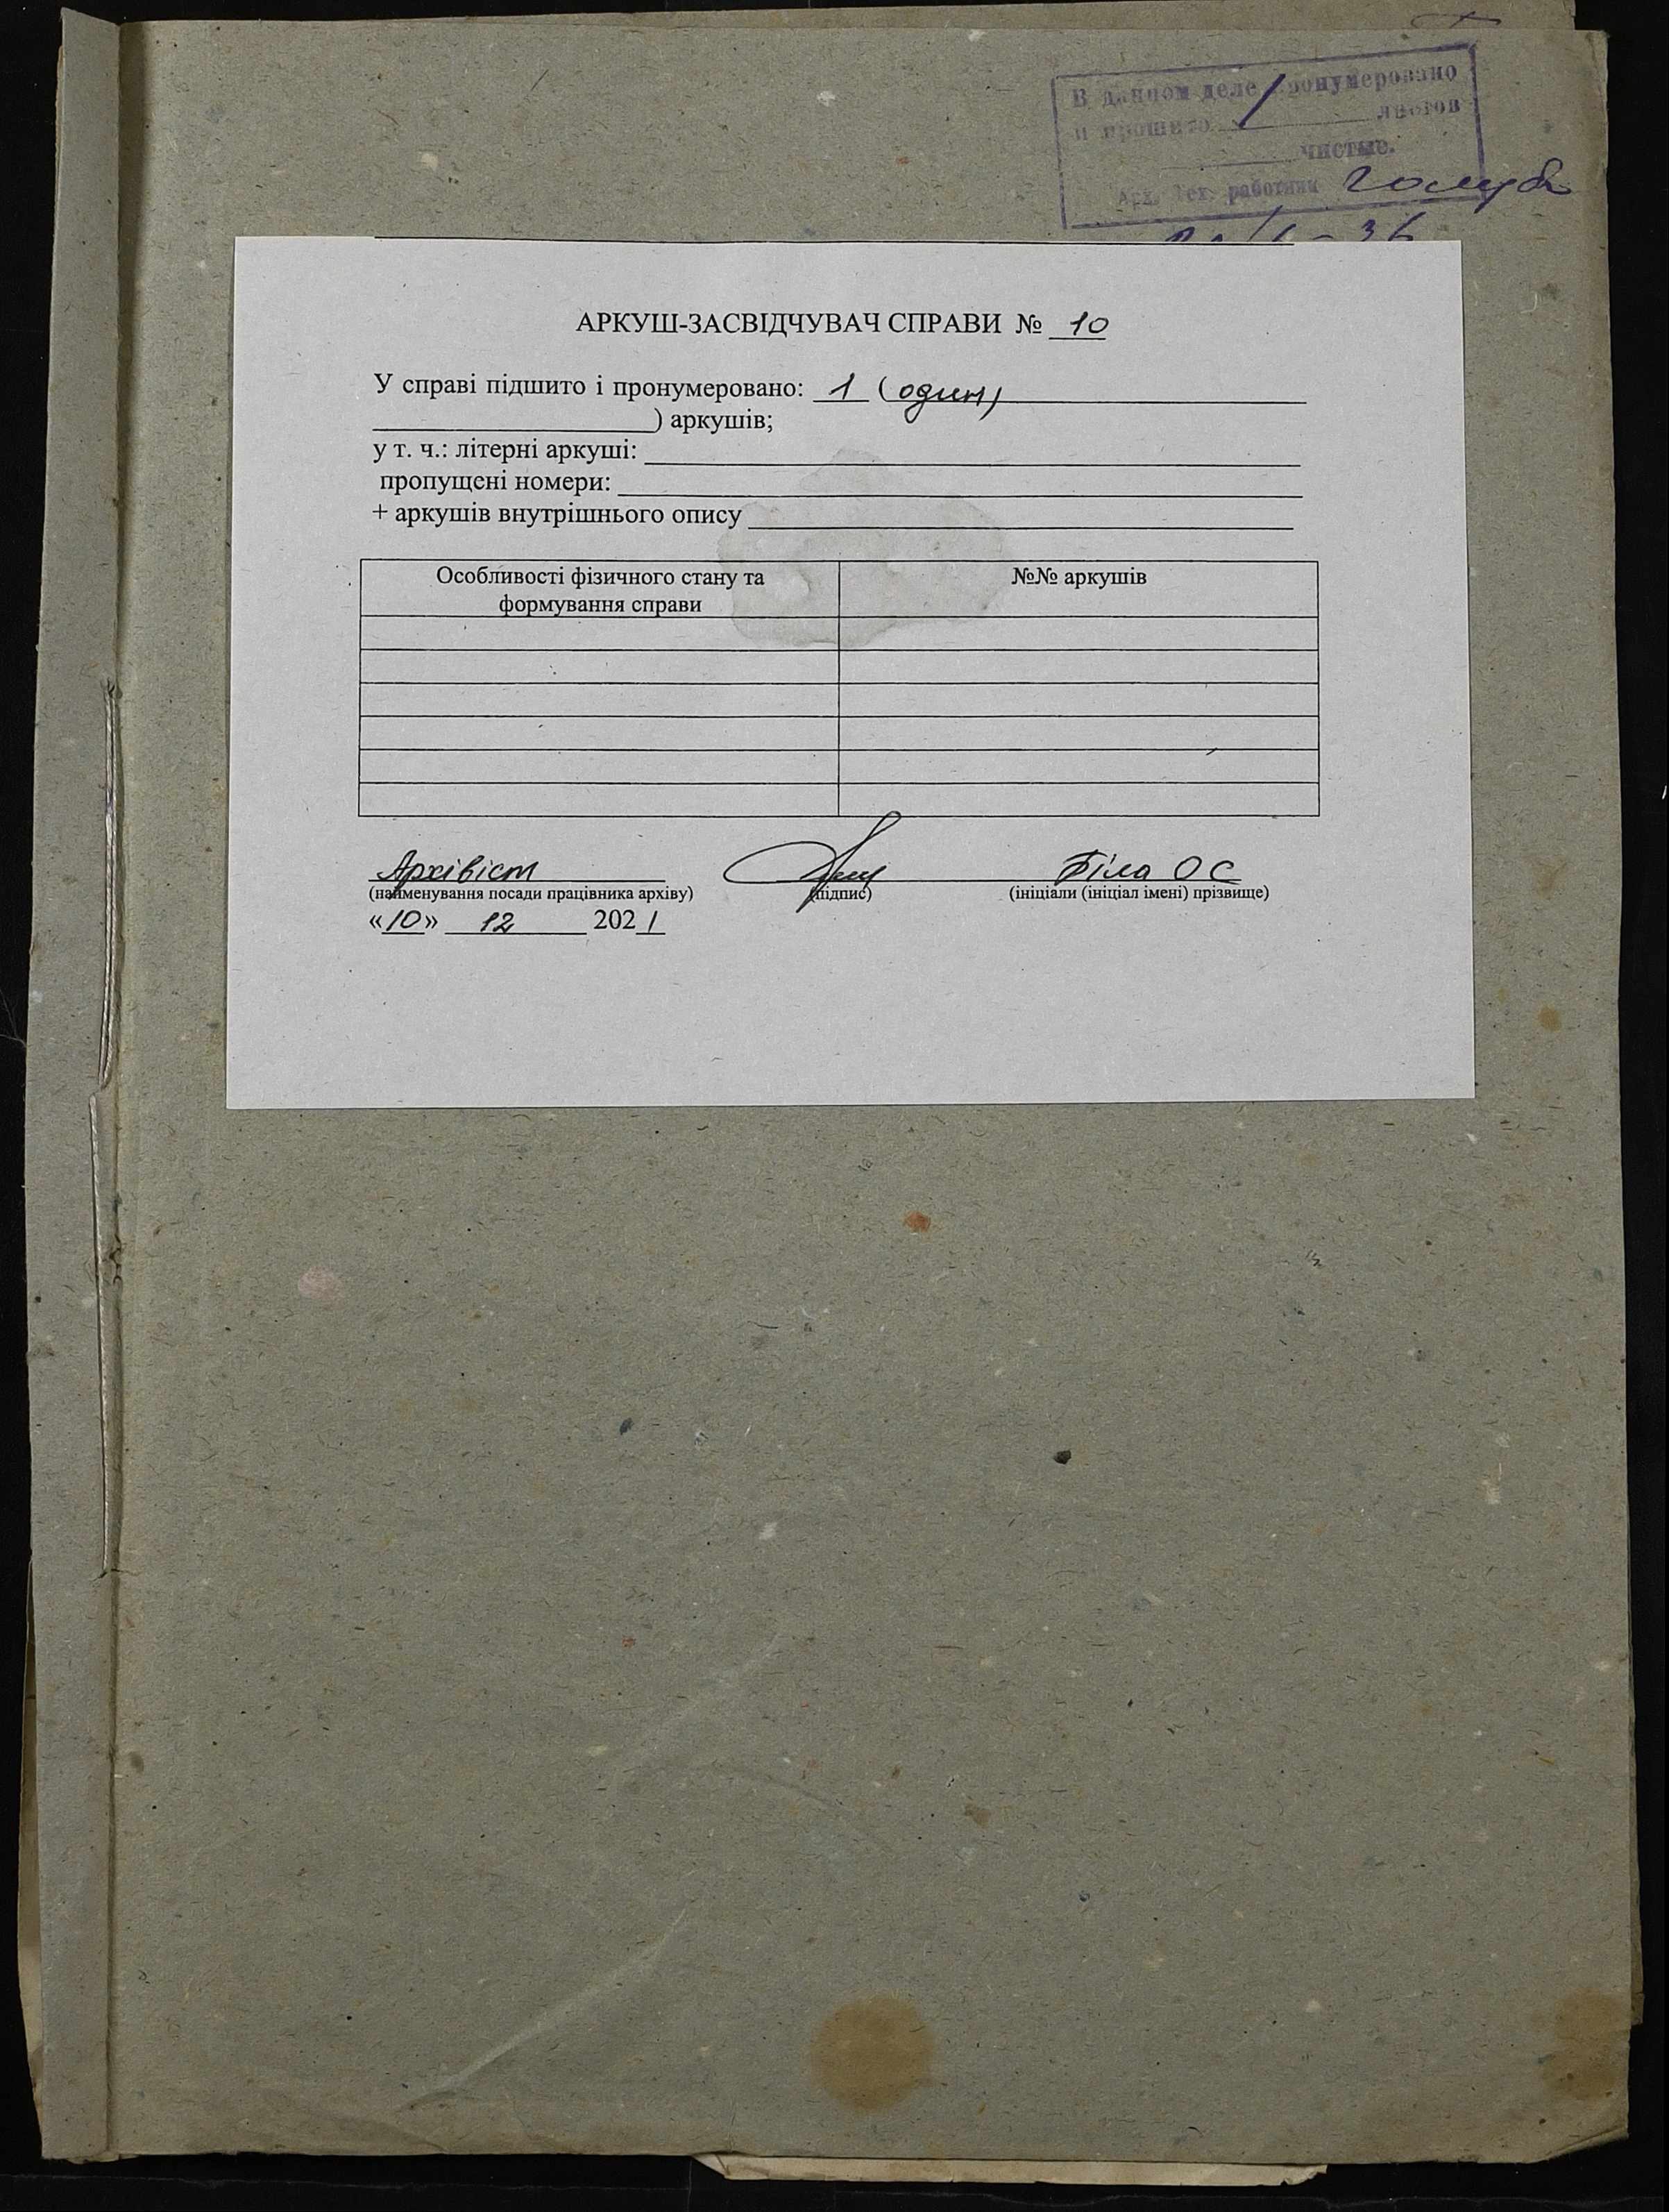 В данном деле пронумеровано
и прошито / листов
чистые.
Арх. тех. работник
АРКУШ-ЗАСВІДЧУВАЧ СПРАВИ № 10
У справі підшито і пронумеровано: 1 (один)
) аркушів;
у т. ч.: літерні аркуші:
пропущені номери:
+ аркушів внутрішнього опису
Особливості фізичного стану та
формування справи
№№ аркушів
Архівіст Біла О С
(найменування посади працівника архіву) (підпис) (ініціали (ініціал імені) прізвище)
«10» 12 2021